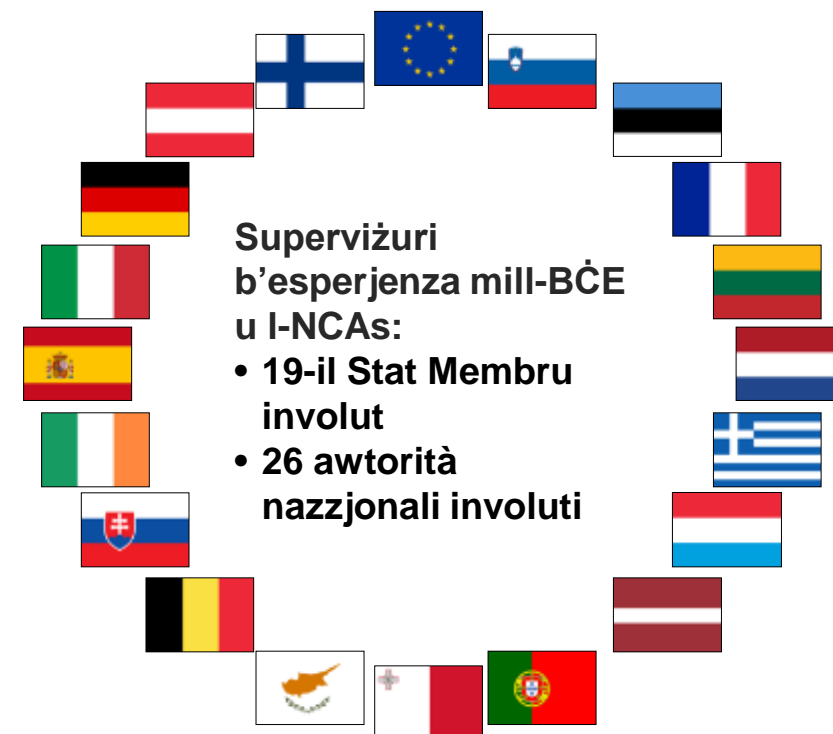 Superviżuri
b’esperjenza mill-BĊE
u l-NCAs:
• 19-il Stat Membru
involut
• 26 awtorità
nazzjonali involuti